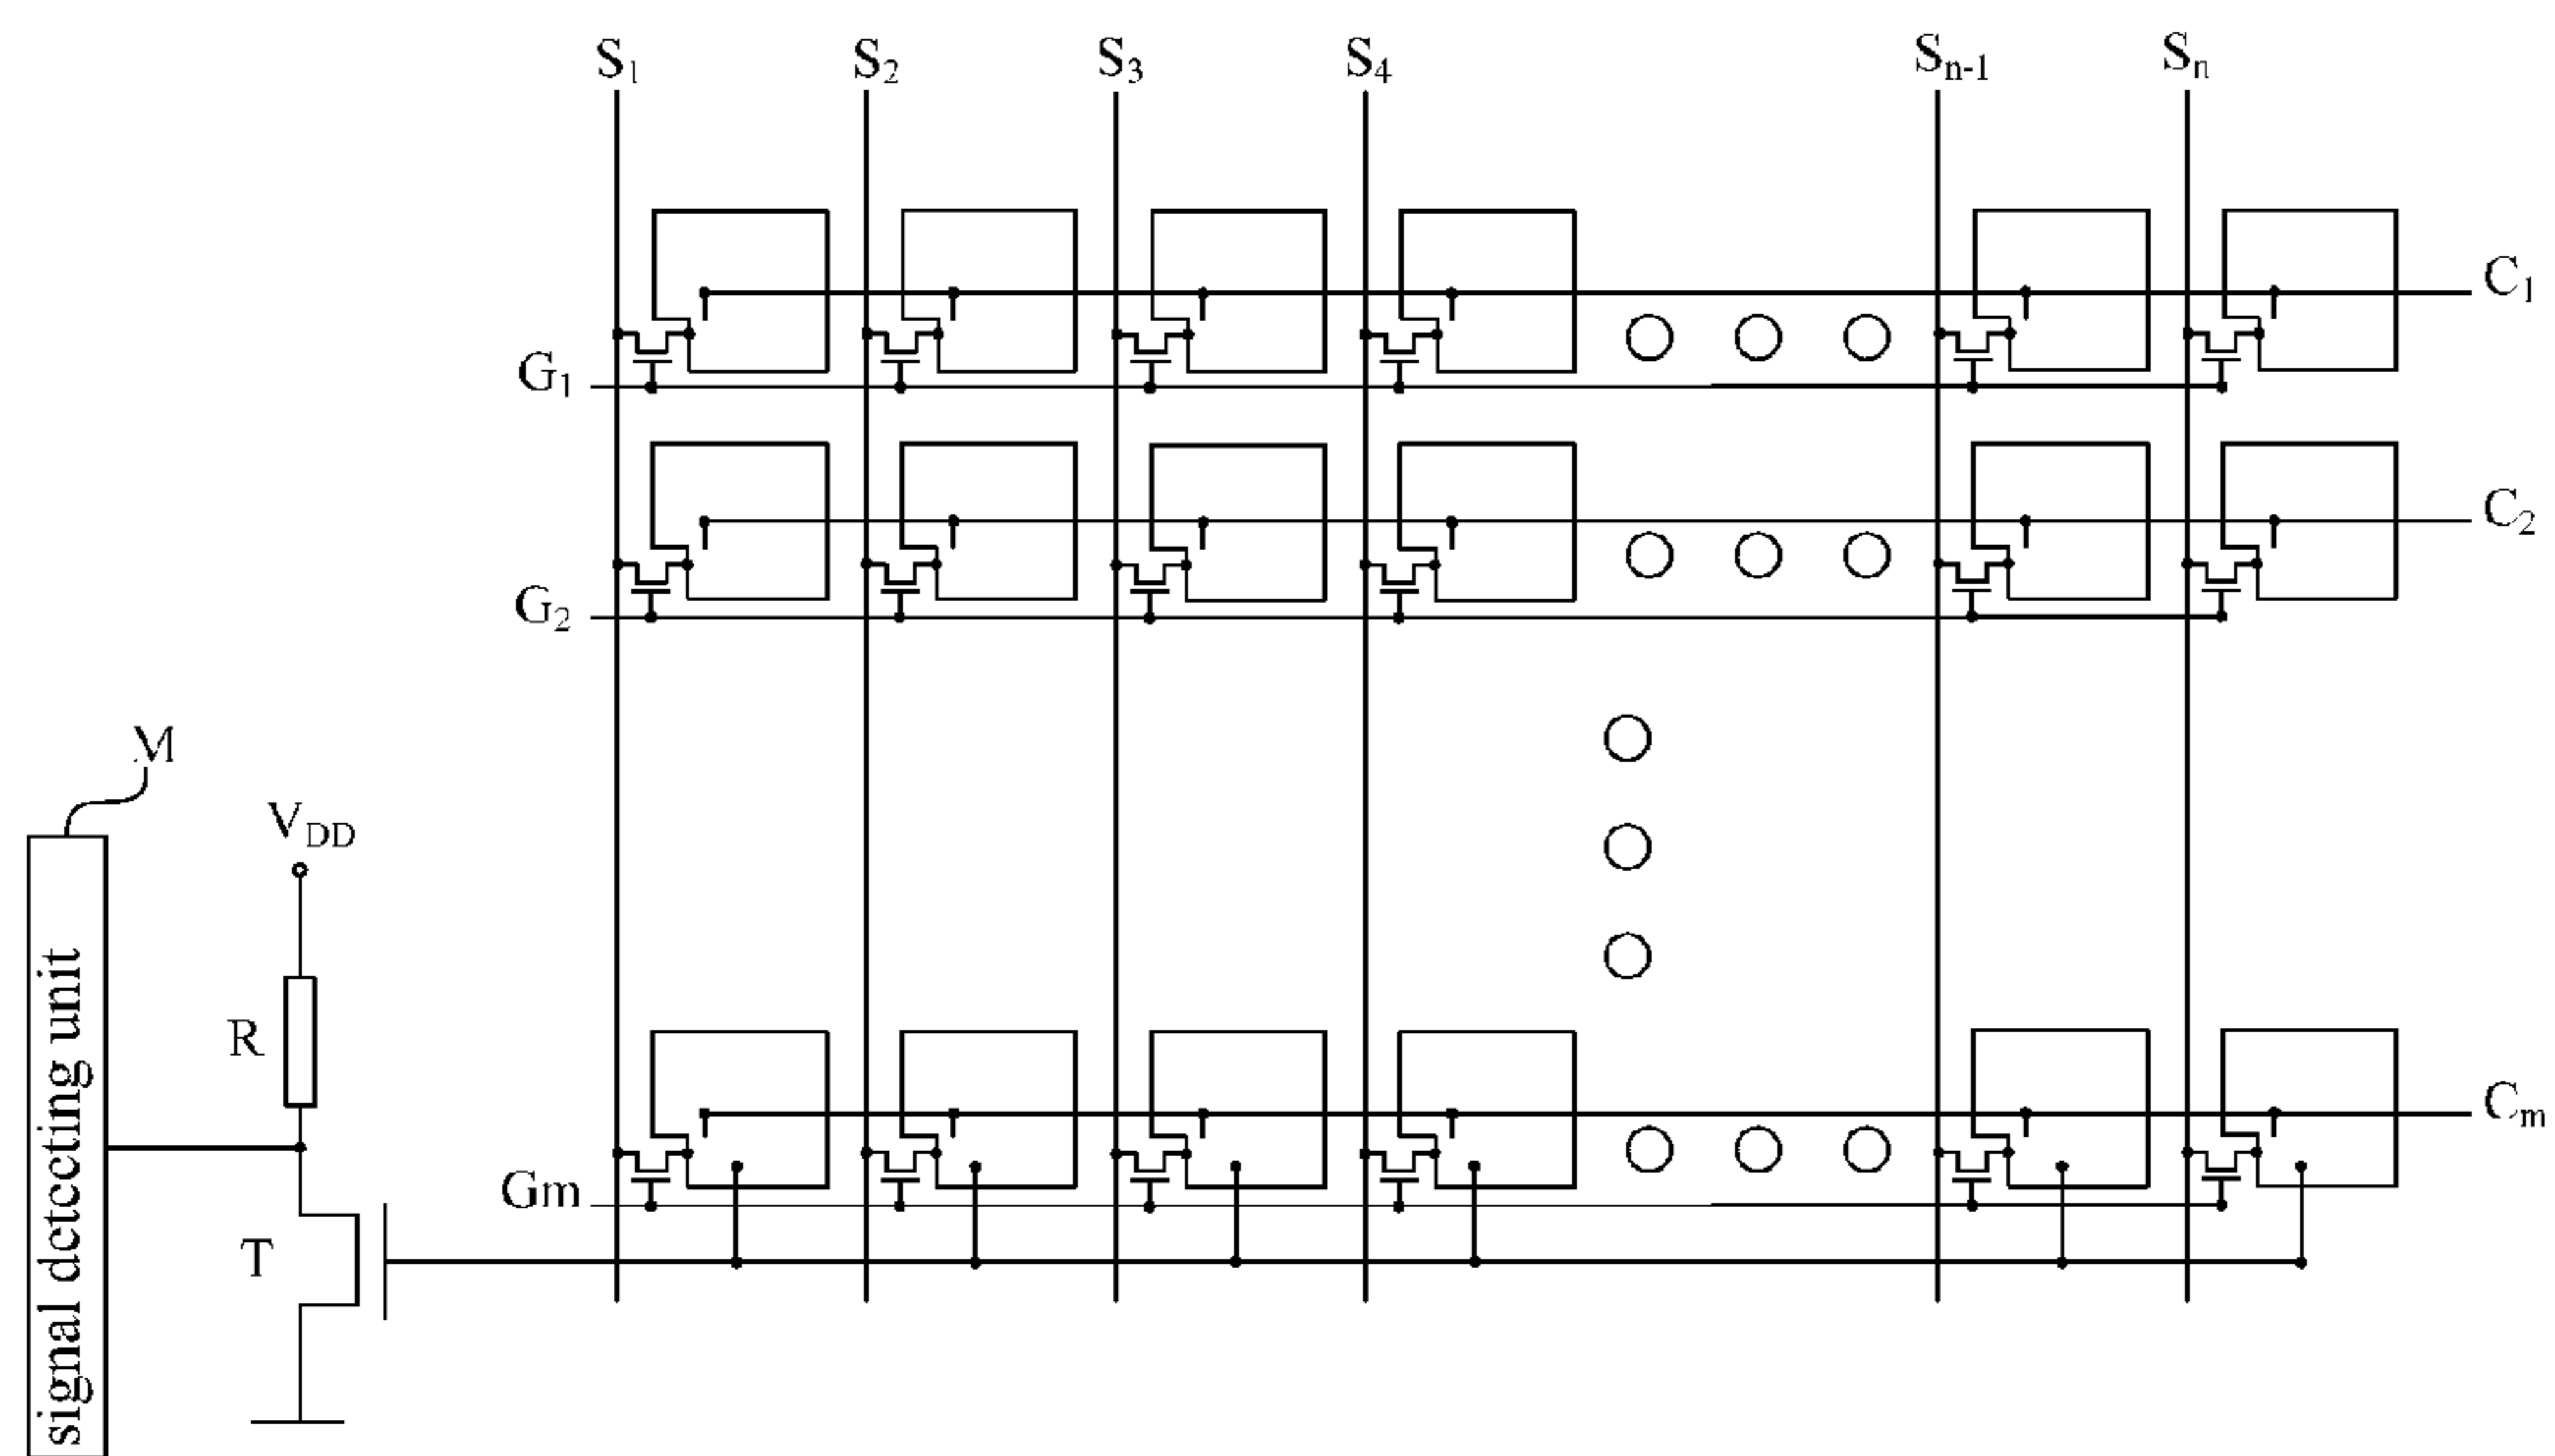 S1 S2 S3 S4 Sn-1 Sn
C1
G1
C2
G2
M
VDD
R
Cm
Gm
T
signal detecting unit